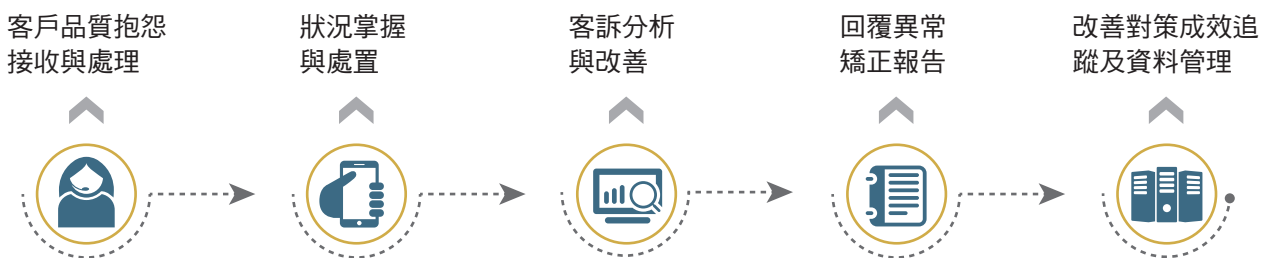 客戶品質抱怨
接收與處理
狀況掌握
與處置
客訴分析
與改善
回覆異常
矯正報告
改善對策成效追
蹤及資料管理